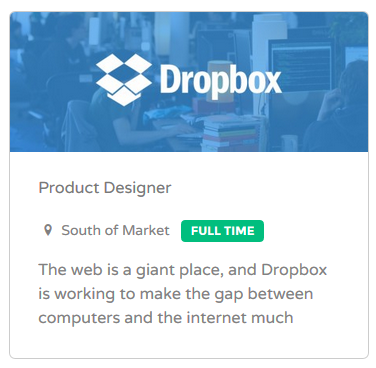 Dropbox
Product Designer
South of Market FULL TIME
The web is a giant place, and Dropbox
is working to make the gap between
computers and the internet much